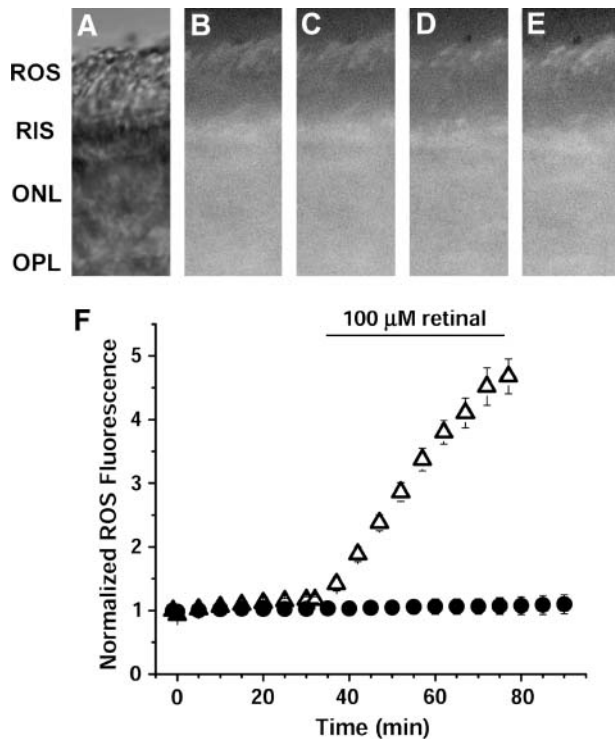 A B C D E
ROS
RIS
ONL
OPL
F
100 μM retinal
Normalized ROS Fluorescence
5
4
3
2
1
0
0 20 40 60 80
Time (min)